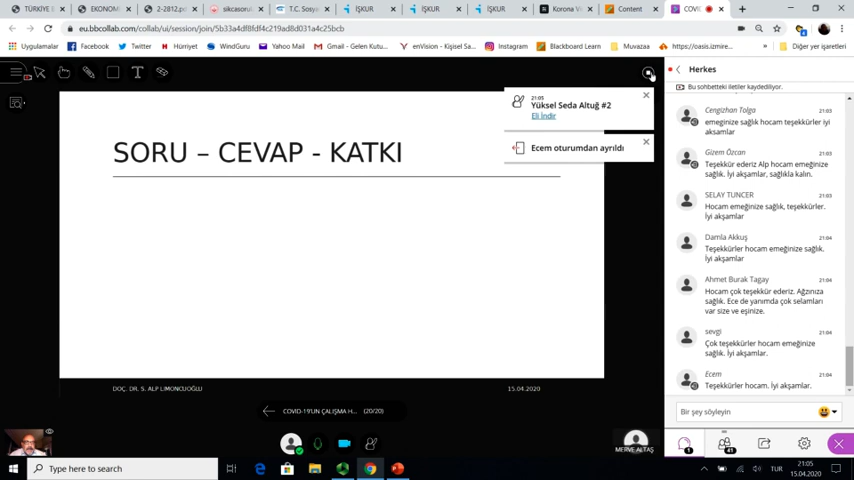 TÜRKİYE
EKONOM
2-2812.pc
sikcasorul
T.C. Sosy
İŞKUR
İŞKUR
İŞKUR
Korona V
Content
COVI
eu.bbcollab.com/collab/ui/session/join/5b33a4df8fdf4c219ad8d031a4c25bcb
Uygulamalar
Facebook
Twitter
Hürriyet
WindGuru
Yahoo Mail
Gmail - Gelen Kutu...
enVision - Kişisel Sa...
Instagram
Blackboard Learn
Muvazaa
https://oasis.izmire...
»
Diğer yer işaretleri
Herkes
Bu sohbetteki iletiler kaydediliyor.
21:05
Yüksel Seda Altuğ #2
Eli İndir
Ecem oturumdan ayrıldı
SORU – CEVAP - KATKI
DOÇ. DR. S. ALP LİMONCUOĞLU
15.04.2020
COVID-19'UN ÇALIŞMA H...
(20/20)
MERVE ALTAŞ
Cengizhan Tolga
21:03
emeginize sağlık hocam teşekkürler iyi
aksamlar
Gizem Özcan
21:03
Teşekkür ederiz Alp hocam emeğinize
sağlık. İyi akşamlar, sağlıkla kalın.
SELAY TUNCER
21:03
Hocam emeğinize sağlık, teşekkürler.
İyi akşamlar
Damla Akkuş
21:04
Teşekkürler hocam emeğinize sağlık.
İyi akşamlar
Ahmet Burak Tagay
21:04
Hocam çok teşekkür ederiz. Ağzınıza
sağlık. Ece de yanımda çok selamları
var size ve eşinize.
sevgi
21:04
Çok teşekkürler hocam emeğinize
sağlık. İyi akşamlar.
Ecem
21:04
Teşekkürler hocam. İyi akşamlar.
Bir şey söyleyin
1
41
Type here to search
TUR
21:05
15.04.2020